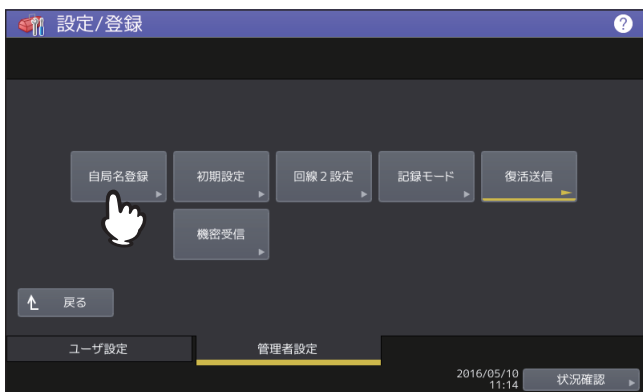 設定/登録
?
自局名登録
初期設定
回線2設定
記録モード
復活送信
機密受信
戻る
ユーザ設定
管理者設定
2016/05/10
11:14
状況確認